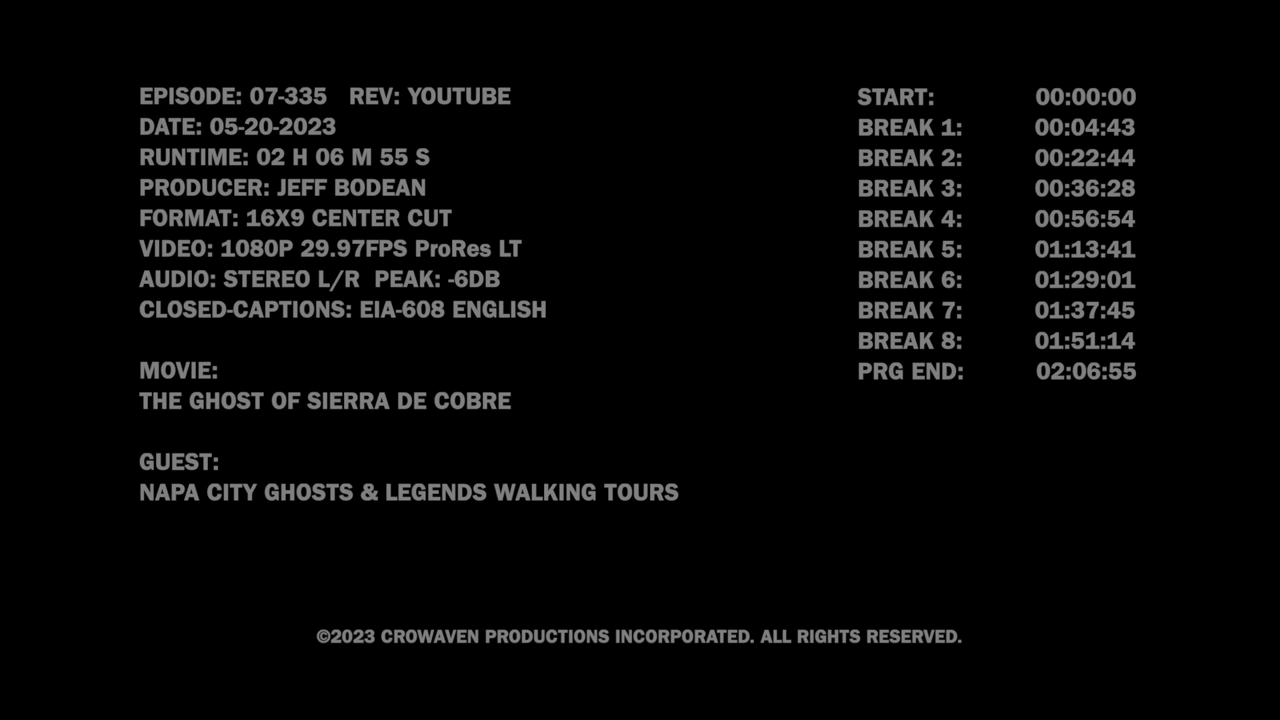 EPISODE: 07-335 REV: YOUTUBE
DATE: 05-20-2023
RUNTIME: 02 H 06 M 55 S
PRODUCER: JEFF BODEAN
FORMAT: 16X9 CENTER CUT
VIDEO: 1080P 29.97FPS ProRes LT
AUDIO: STEREO L/R PEAK: -6DB
CLOSED-CAPTIONS: EIA-608 ENGLISH
MOVIE:
THE GHOST OF SIERRA DE COBRE
GUEST:
NAPA CITY GHOSTS & LEGENDS WALKING TOURS
START: 00:00:00
BREAK 1: 00:04:43
BREAK 2: 00:22:44
BREAK 3: 00:36:28
BREAK 4: 00:56:54
BREAK 5: 01:13:41
BREAK 6: 01:29:01
BREAK 7: 01:37:45
BREAK 8: 01:51:14
PRG END: 02:06:55
©2023 CROWAVEN PRODUCTIONS INCORPORATED. ALL RIGHTS RESERVED.